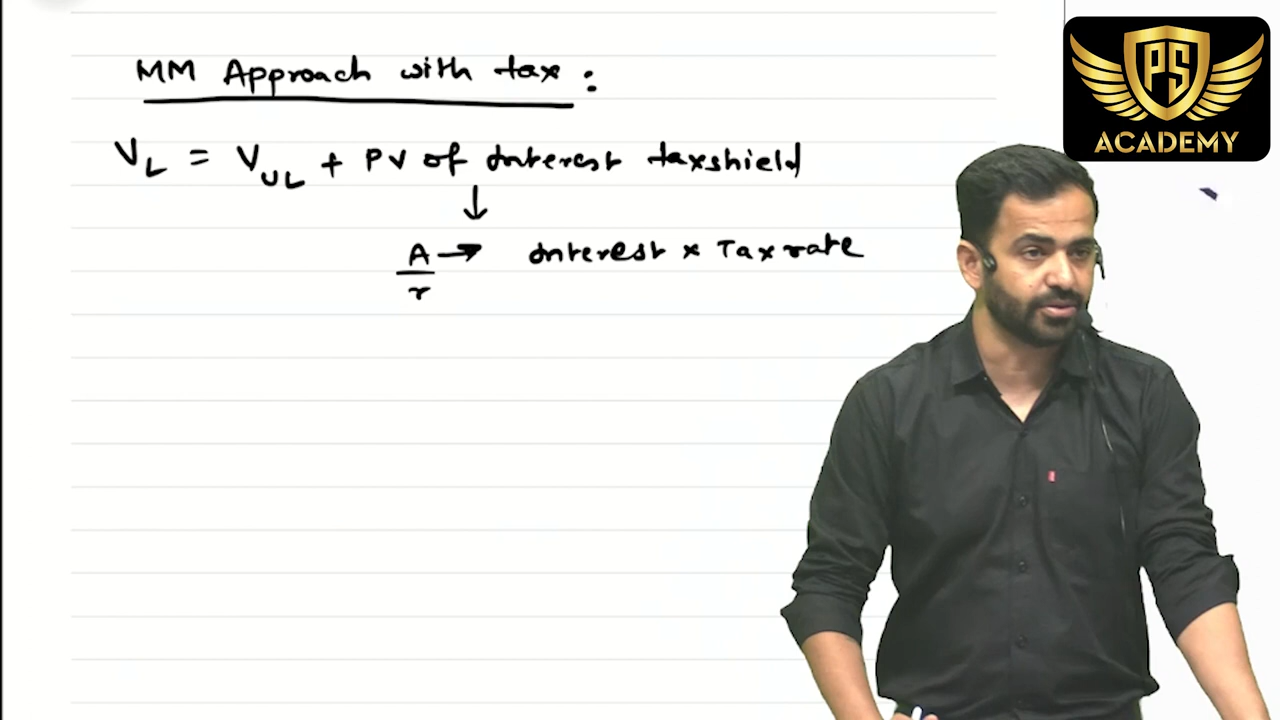 MM Approach with tax :
VL = VUL + PV of Interest taxshield
↓
A → Interest × Tax rate
r
PS
ACADEMY